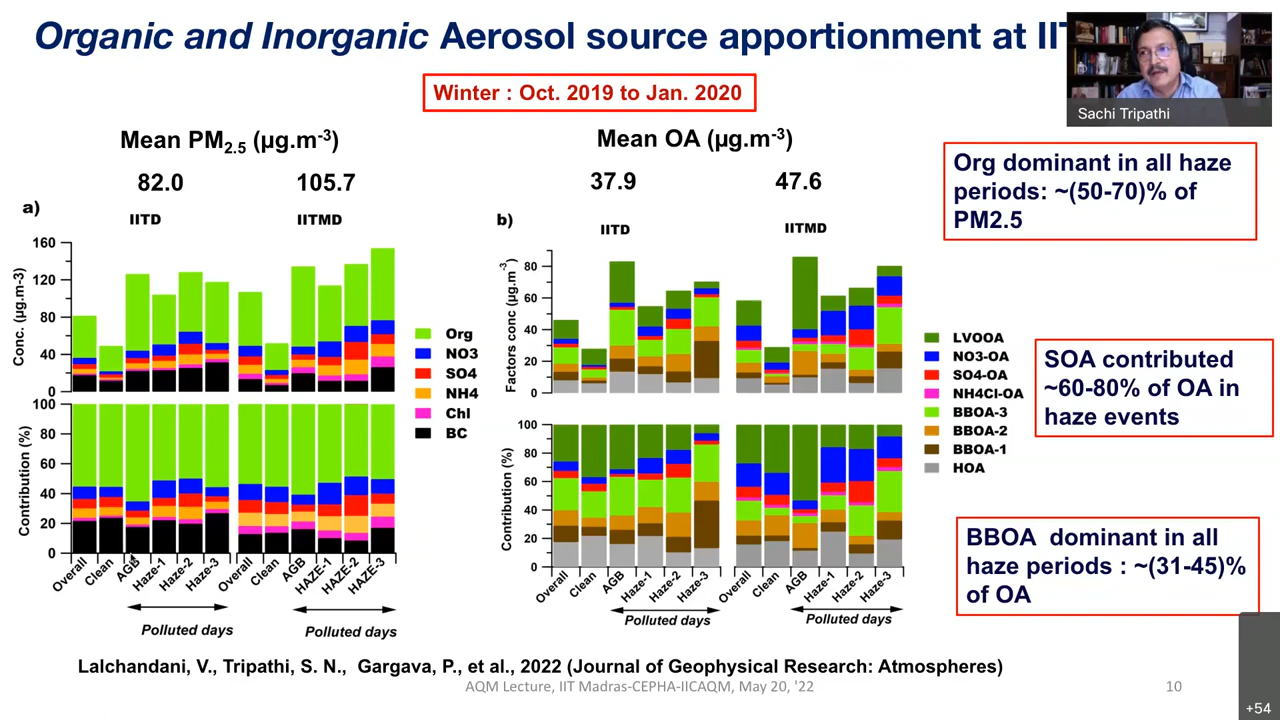 Organic and Inorganic Aerosol source apportionment at IIT
Sachi Tripathi
Winter : Oct. 2019 to Jan. 2020
Mean PM2.5 (µg.m-3)
82.0 105.7
Mean OA (µg.m-3)
37.9 47.6
Org dominant in all haze
periods: ~(50-70)% of
PM2.5
a)
IITD IITMD
Conc. (µg.m-3)
160
120
80
40
0
Contribution (%)
100
80
60
40
20
0
Overall Clean AGB Haze-1 Haze-2 Haze-3 Overall Clean AGB HAZE-1 HAZE-2 HAZE-3
Polluted days Polluted days
Org
NO3
SO4
NH4
Chl
BC
b)
IITD IITMD
Factors conc (µg.m-3)
80
60
40
20
0
Contribution (%)
100
80
60
40
20
0
Overall Clean AGB Haze-1 Haze-2 Haze-3 Overall Clean AGB Haze-1 Haze-2 Haze-3
Polluted days Polluted days
LVOOA
NO3-OA
SO4-OA
NH4Cl-OA
BBOA-3
BBOA-2
BBOA-1
HOA
SOA contributed
~60-80% of OA in
haze events
BBOA dominant in all
haze periods : ~(31-45)%
of OA
Lalchandani, V., Tripathi, S. N., Gargava, P., et al., 2022 (Journal of Geophysical Research: Atmospheres)
AQM Lecture, IIT Madras-CEPHA-IICAQM, May 20, '22
10
+54